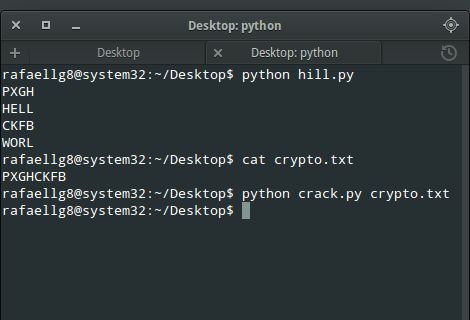 Desktop: python
Desktop
Desktop: python
rafaellg8@system32:~/Desktop$ python hill.py
PXGH
HELL
CKFB
WORL
rafaellg8@system32:~/Desktop$ cat crypto.txt
PXGHCKFB
rafaellg8@system32:~/Desktop$ python crack.py crypto.txt
rafaellg8@system32:~/Desktop$